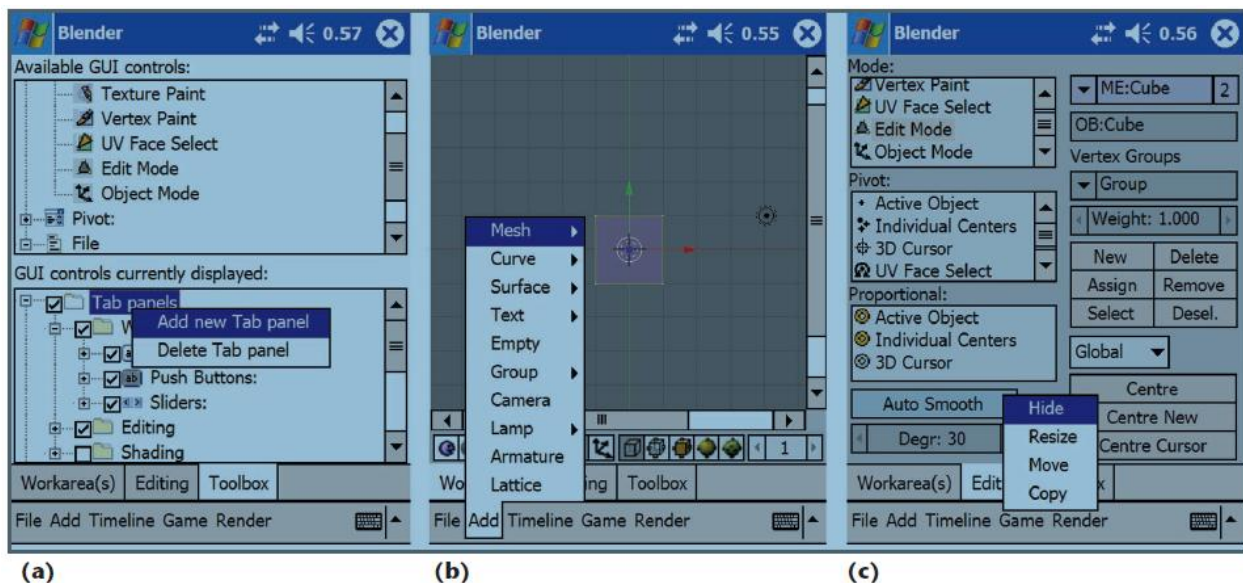 Blender 0.57
Available GUI controls:
Texture Paint
Vertex Paint
UV Face Select
Edit Mode
Object Mode
Pivot:
File
GUI controls currently displayed:
Tab panels
Add new Tab panel
W
Delete Tab panel
Push Buttons:
Sliders:
Editing
Shading
Workarea(s) Editing Toolbox
File Add Timeline Game Render
(a)
Blender 0.55
Mesh
Curve
Surface
Text
Empty
Group
Camera
Lamp
Armature
Lattice
1
Wo ng Toolbox
File Add Timeline Game Render
(b)
Blender 0.56
Mode:
Vertex Paint
UV Face Select
Edit Mode
Object Mode
Pivot:
Active Object
Individual Centers
3D Cursor
UV Face Select
Proportional:
Active Object
Individual Centers
3D Cursor
Auto Smooth
Degr: 30
ME:Cube 2
OB:Cube
Vertex Groups
Group
Weight: 1.000
New Delete
Assign Remove
Select Desel.
Global
Centre
Centre New
Centre Cursor
Hide
Resize
Move
Copy
Workarea(s) Edit x
File Add Timeline Game Render
(c)